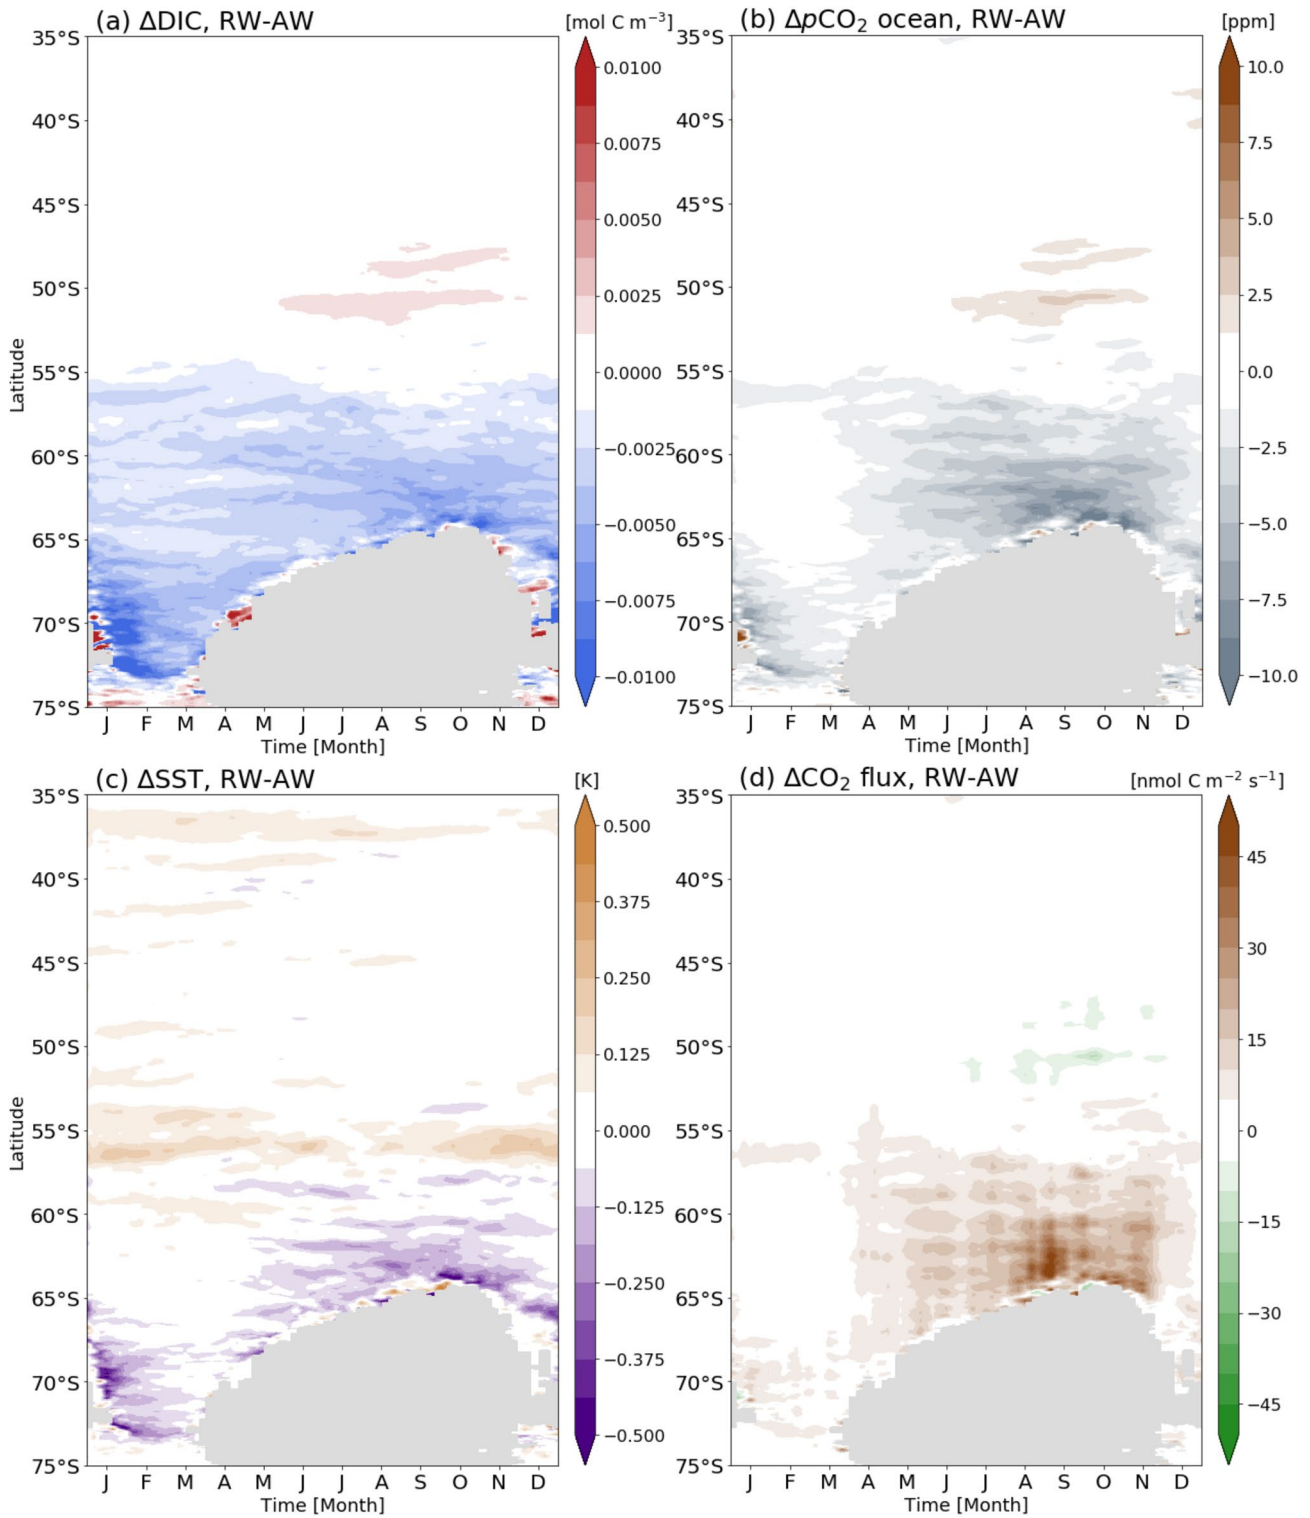 (a) ΔDIC, RW-AW
[mol C m⁻³]
35°S
40°S
45°S
50°S
55°S
60°S
65°S
70°S
75°S
Latitude
J F M A M J J A S O N D
Time [Month]
0.0100
0.0075
0.0050
0.0025
0.0000
−0.0025
−0.0050
−0.0075
−0.0100
(b) ΔpCO₂ ocean, RW-AW
[ppm]
35°S
40°S
45°S
50°S
55°S
60°S
65°S
70°S
75°S
J F M A M J J A S O N D
Time [Month]
10.0
7.5
5.0
2.5
0.0
−2.5
−5.0
−7.5
−10.0
(c) ΔSST, RW-AW
[K]
35°S
40°S
45°S
50°S
55°S
60°S
65°S
70°S
75°S
Latitude
J F M A M J J A S O N D
Time [Month]
0.500
0.375
0.250
0.125
0.000
−0.125
−0.250
−0.375
−0.500
(d) ΔCO₂ flux, RW-AW
[nmol C m⁻² s⁻¹]
35°S
40°S
45°S
50°S
55°S
60°S
65°S
70°S
75°S
J F M A M J J A S O N D
Time [Month]
45
30
15
0
−15
−30
−45